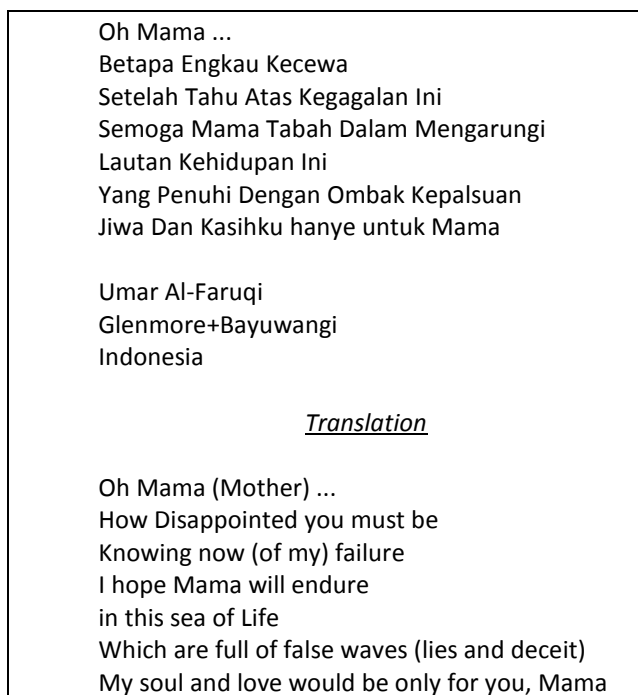 Oh Mama ...
Betapa Engkau Kecewa
Setelah Tahu Atas Kegagalan Ini
Semoga Mama Tabah Dalam Mengarungi
Lautan Kehidupan Ini
Yang Penuhi Dengan Ombak Kepalsuan
Jiwa Dan Kasihku hanye untuk Mama
Umar Al-Faruqi
Glenmore+Bayuwangi
Indonesia
Translation
Oh Mama (Mother) ...
How Disappointed you must be
Knowing now (of my) failure
I hope Mama will endure
in this sea of Life
Which are full of false waves (lies and deceit)
My soul and love would be only for you, Mama